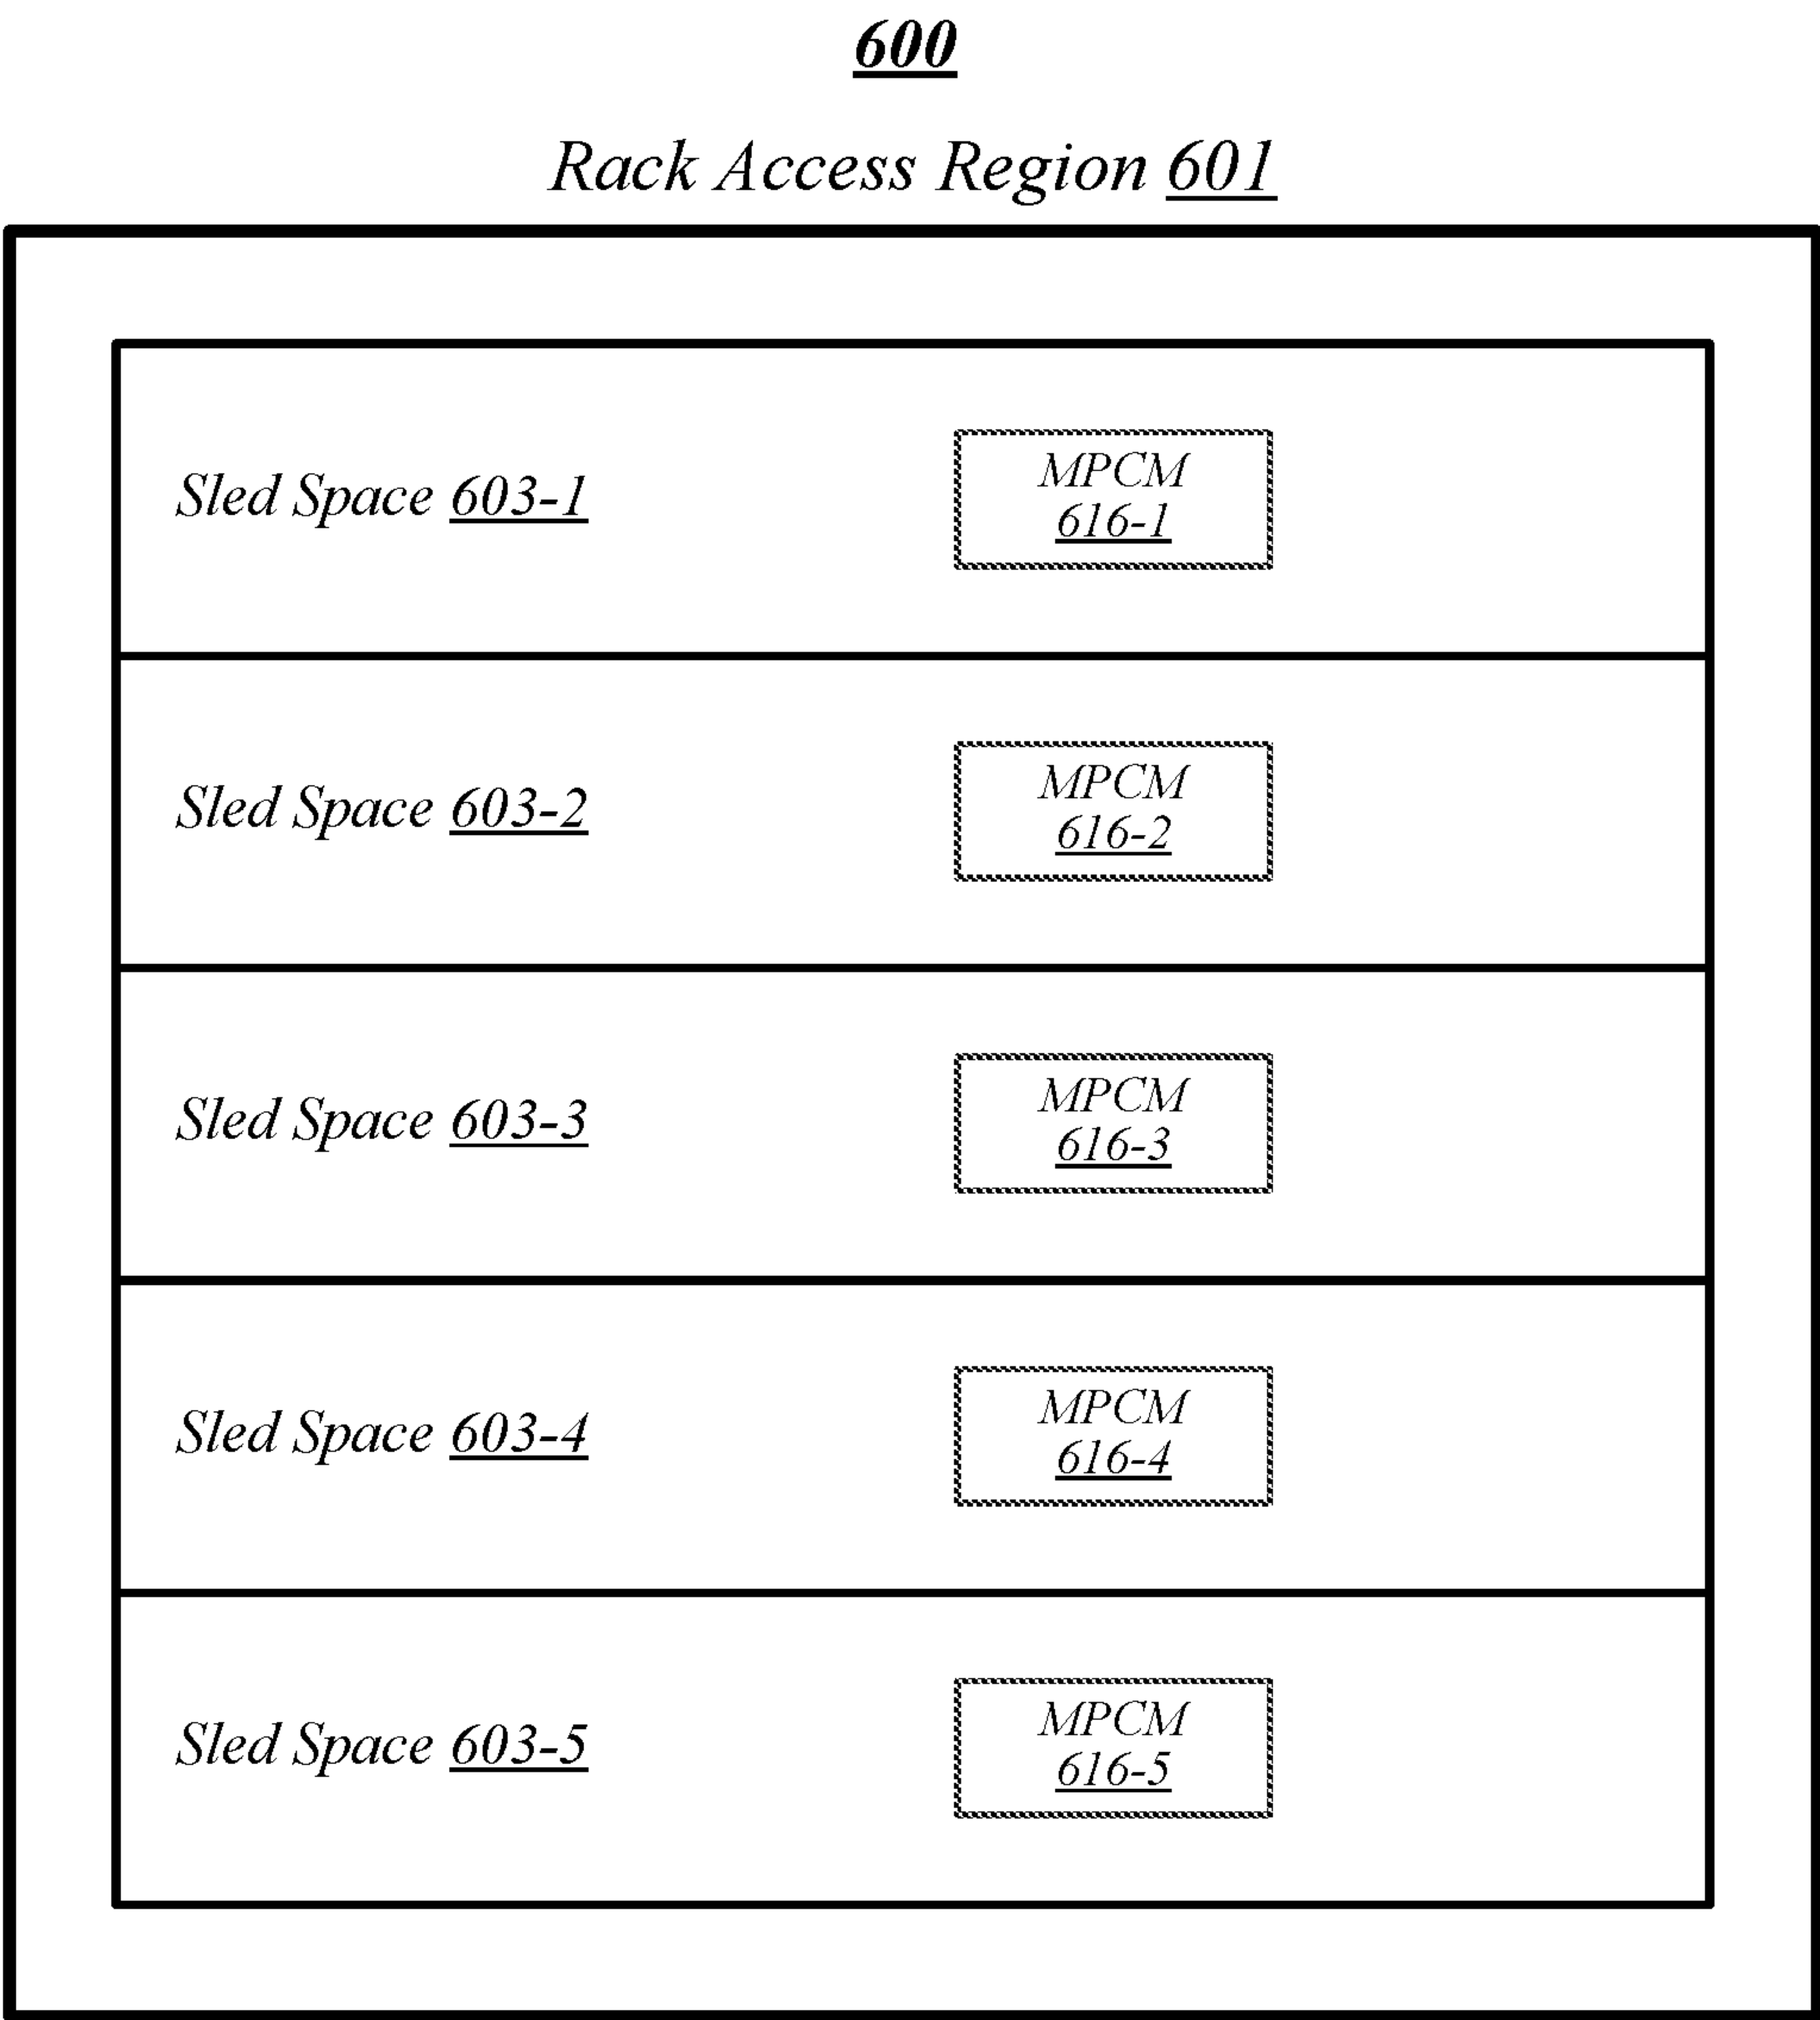 600
Rack Access Region 601
Sled Space 603-1
MPCM
616-1
Sled Space 603-2
MPCM
616-2
Sled Space 603-3
MPCM
616-3
Sled Space 603-4
MPCM
616-4
Sled Space 603-5
MPCM
616-5